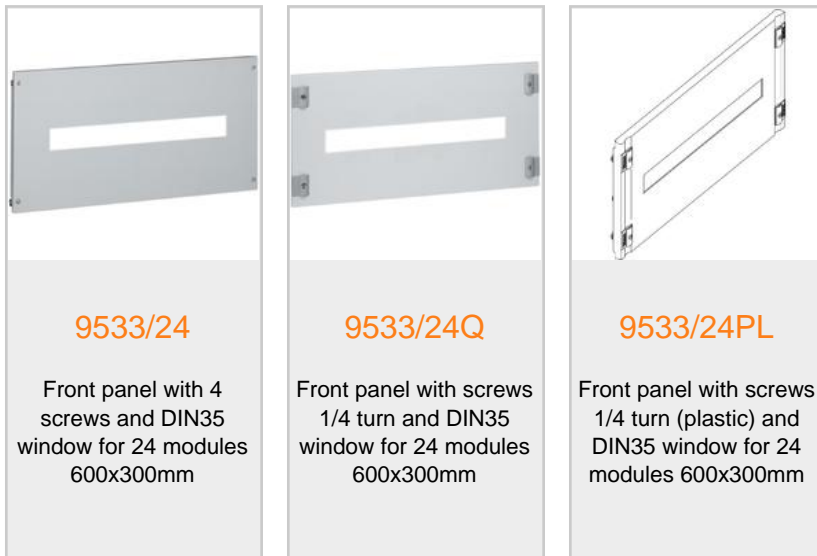 9533/24
Front panel with 4
screws and DIN35
window for 24 modules
600x300mm
9533/24Q
Front panel with screws
1/4 turn and DIN35
window for 24 modules
600x300mm
9533/24PL
Front panel with screws
1/4 turn (plastic) and
DIN35 window for 24
modules 600x300mm